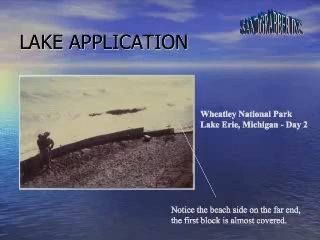 LAKE APPLICATION
Wheatley National Park
Lake Erie, Michigan - Day 2
Notice the beach side on the far end,
the first block is almost covered.